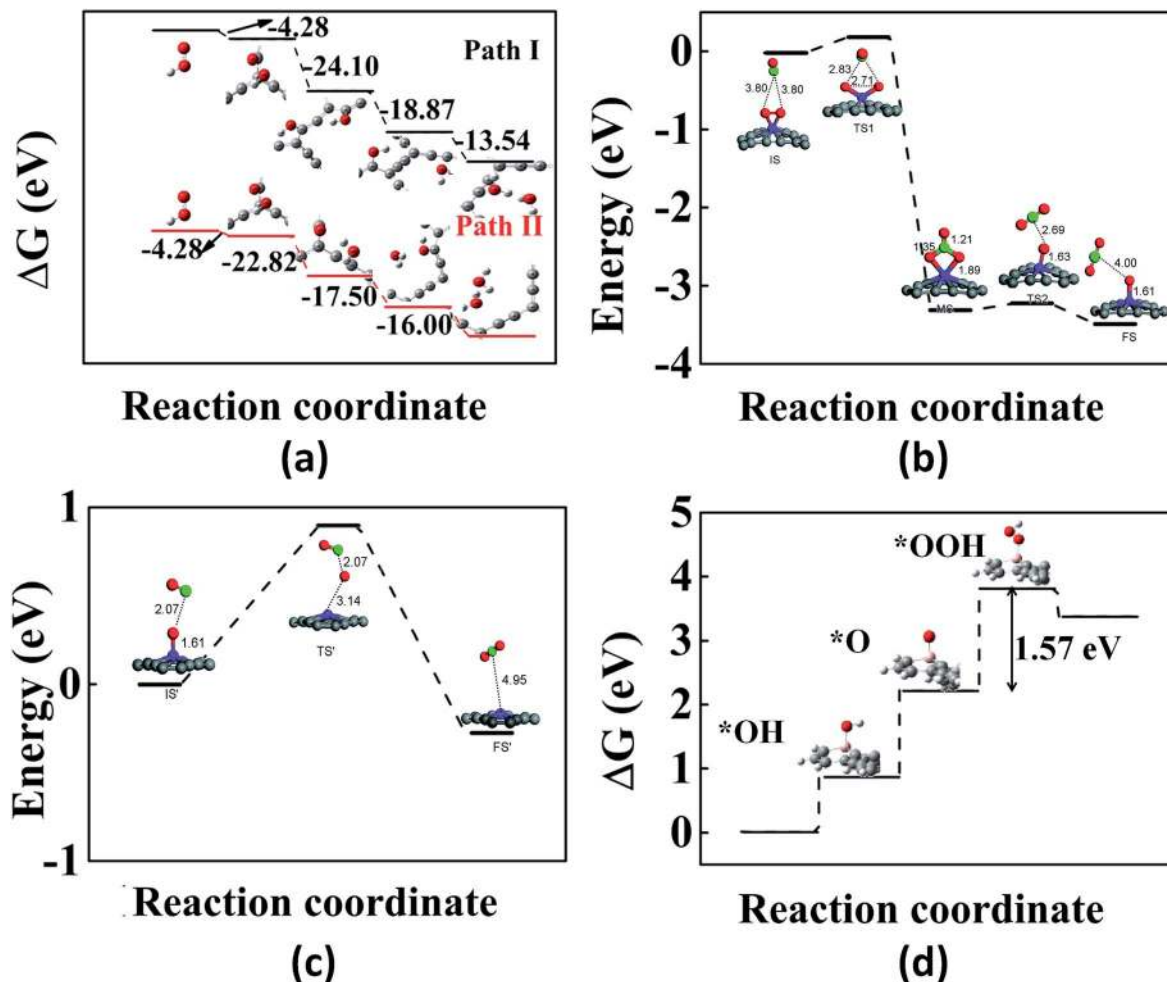 -4.28
-24.10
Path I
-18.87
-13.54
Path II
-4.28
-22.82
-17.50
-16.00
ΔG (eV)
Reaction coordinate
(a)
0
-1
-2
-3
-4
Energy (eV)
3.80 3.80
IS
2.83
2.71
TS1
1.35 1.21
1.89
MS
2.69
1.63
TS2
4.00
1.61
FS
Reaction coordinate
(b)
1
0
-1
Energy (eV)
2.07
1.61
IS'
2.07
3.14
TS'
4.95
FS'
Reaction coordinate
(c)
5
4
3
2
1
0
ΔG (eV)
*OOH
*O
1.57 eV
*OH
Reaction coordinate
(d)